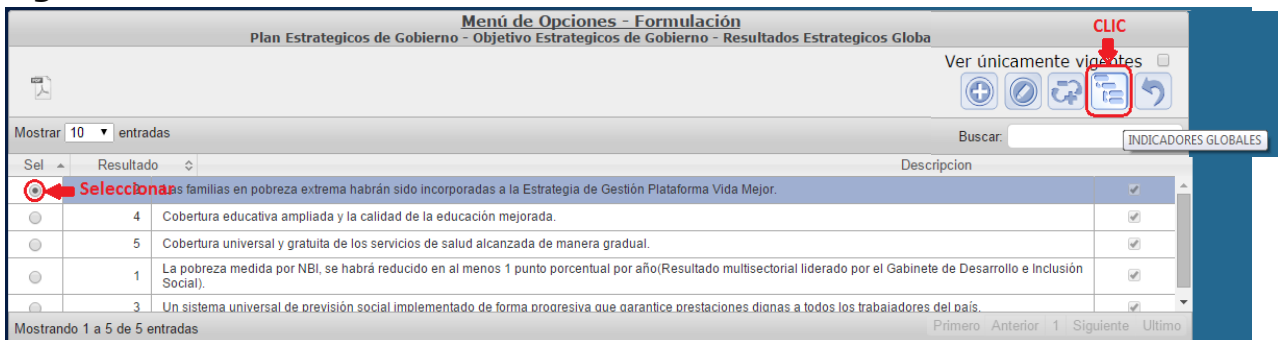 Menú de Opciones - Formulación
Plan Estrategicos de Gobierno - Objetivo Estrategicos de Gobierno - Resultados Estrategicos Globa
CLIC
Ver únicamente vigentes
Mostrar 10 entradas
Buscar:
INDICADORES GLOBALES
Sel Resultado Descripcion
Seleccionar as familias en pobreza extrema habrán sido incorporadas a la Estrategia de Gestión Plataforma Vida Mejor.
4 Cobertura educativa ampliada y la calidad de la educación mejorada.
5 Cobertura universal y gratuita de los servicios de salud alcanzada de manera gradual.
1 La pobreza medida por NBI, se habrá reducido en al menos 1 punto porcentual por año(Resultado multisectorial liderado por el Gabinete de Desarrollo e Inclusión
Social).
3 Un sistema universal de previsión social implementado de forma progresiva que garantice prestaciones dignas a todos los trabajadores del país.
Mostrando 1 a 5 de 5 entradas
Primero Anterior 1 Siguiente Ultimo